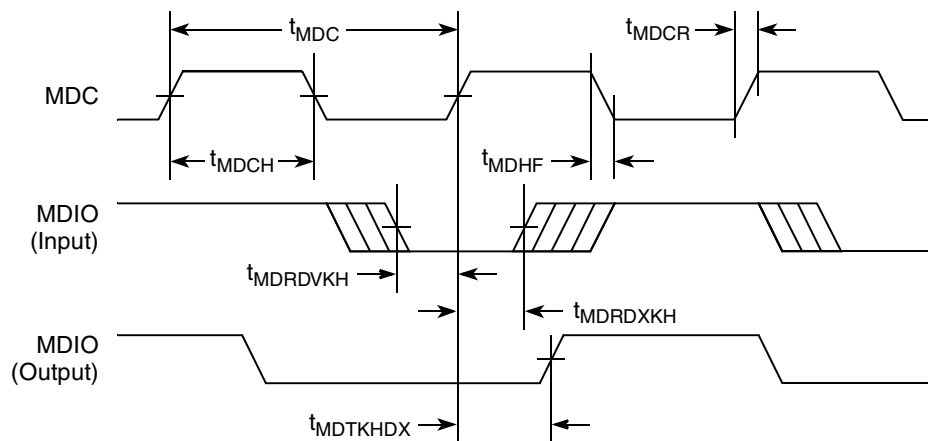 tMDC
tMDCR
MDC
tMDCH
tMDHF
MDIO
(Input)
tMDRDVKH
tMDRDXKH
MDIO
(Output)
tMDTKHDX